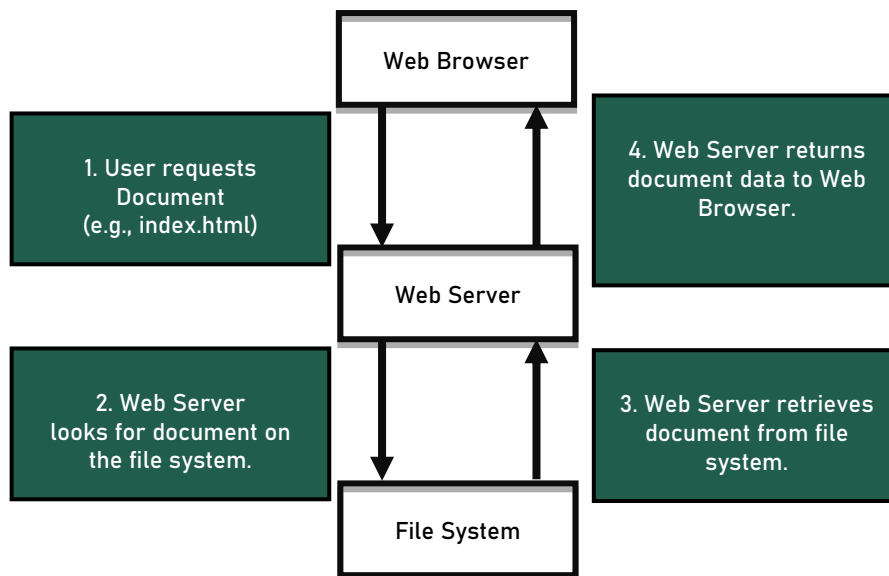 Web Browser
1. User requests
Document
(e.g., index.html)
4. Web Server returns
document data to Web
Browser.
Web Server
2. Web Server
looks for document on
the file system.
3. Web Server retrieves
document from file
system.
File System